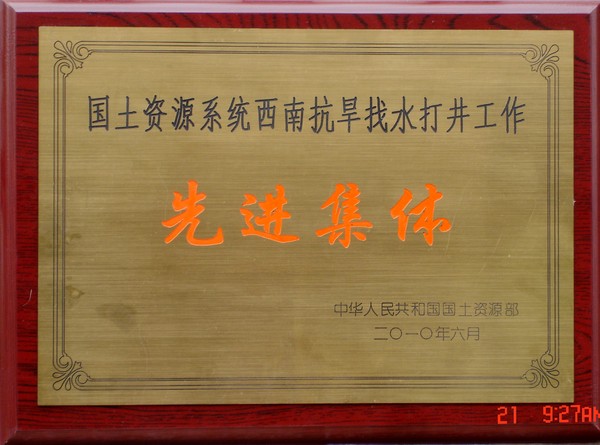 国土资源系统西南抗旱找水打井工作
先进集体
中华人民共和国国土资源部
二〇一〇年六月
21 9:27AM